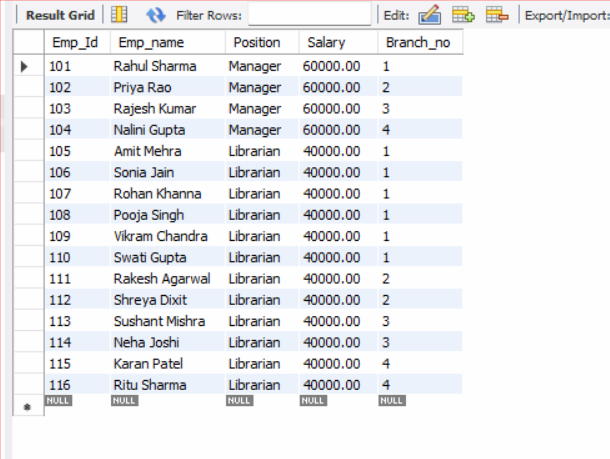 Result Grid Filter Rows: Edit: Export/Import:
Emp_Id Emp_name Position Salary Branch_no
101 Rahul Sharma Manager 60000.00 1
102 Priya Rao Manager 60000.00 2
103 Rajesh Kumar Manager 60000.00 3
104 Nalini Gupta Manager 60000.00 4
105 Amit Mehra Librarian 40000.00 1
106 Sonia Jain Librarian 40000.00 1
107 Rohan Khanna Librarian 40000.00 1
108 Pooja Singh Librarian 40000.00 1
109 Vikram Chandra Librarian 40000.00 1
110 Swati Gupta Librarian 40000.00 1
111 Rakesh Agarwal Librarian 40000.00 2
112 Shreya Dixit Librarian 40000.00 2
113 Sushant Mishra Librarian 40000.00 3
114 Neha Joshi Librarian 40000.00 3
115 Karan Patel Librarian 40000.00 4
116 Ritu Sharma Librarian 40000.00 4
NULL NULL NULL NULL NULL